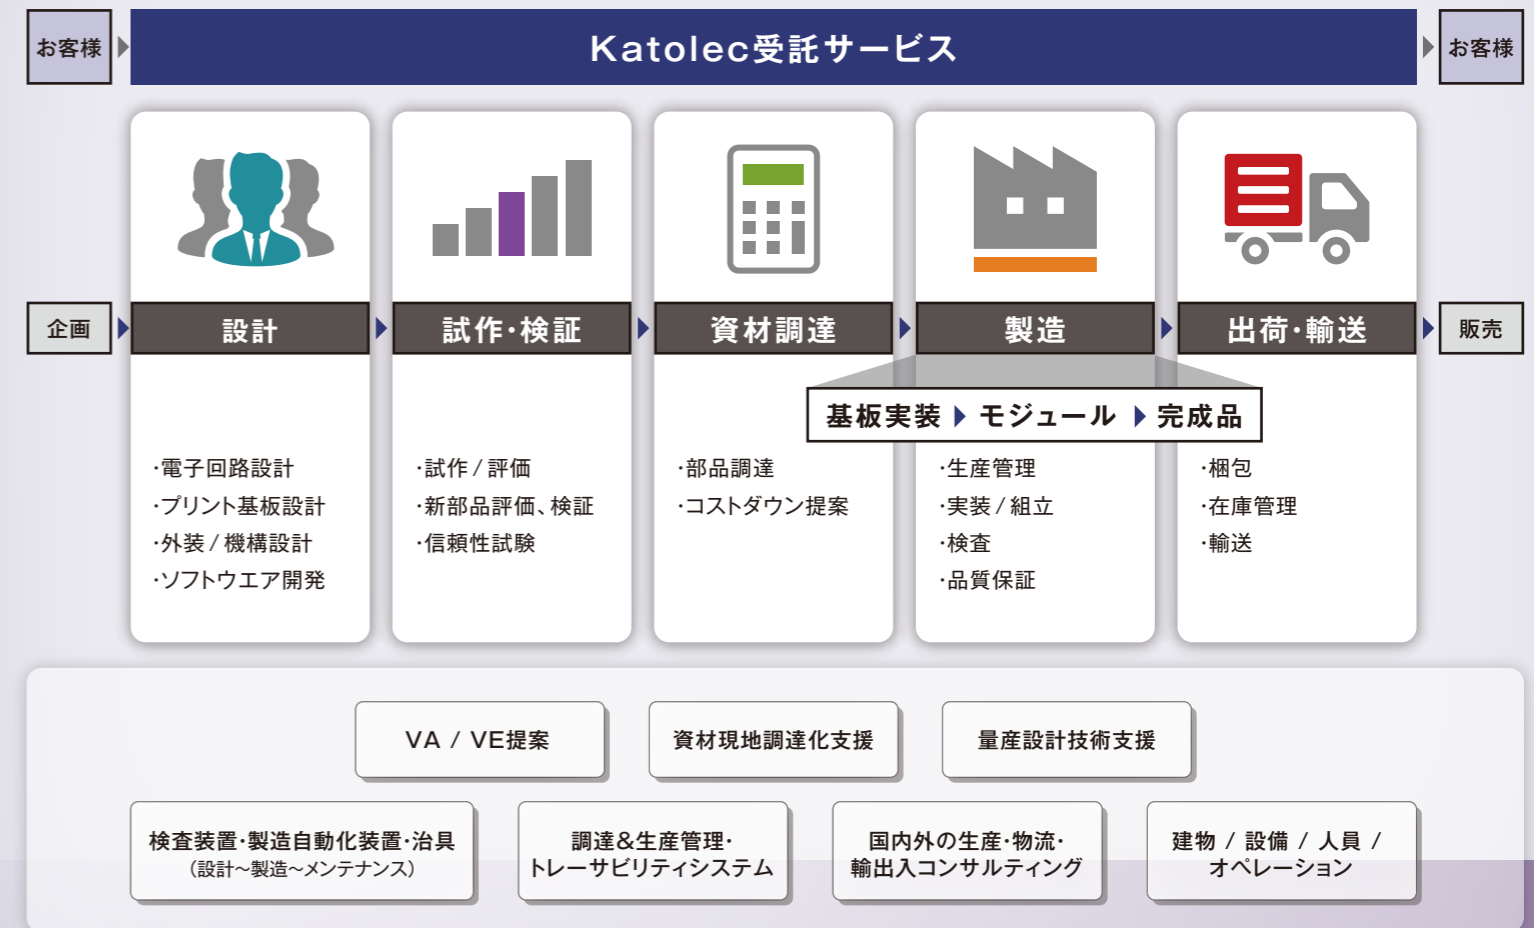 お客様
Katolec受託サービス
お客様
企画
設計
試作・検証
資材調達
製造
出荷・輸送
販売
基板実装 ▶ モジュール ▶ 完成品
・電子回路設計
・プリント基板設計
・外装 / 機構設計
・ソフトウエア開発
・試作 / 評価
・新部品評価、検証
・信頼性試験
・部品調達
・コストダウン提案
・生産管理
・実装 / 組立
・検査
・品質保証
・梱包
・在庫管理
・輸送
VA / VE提案
資材現地調達化支援
量産設計技術支援
検査装置・製造自動化装置・治具
（設計～製造～メンテナンス）
調達&生産管理・
トレーサビリティシステム
国内外の生産・物流・
輸出入コンサルティング
建物 / 設備 / 人員 /
オペレーション